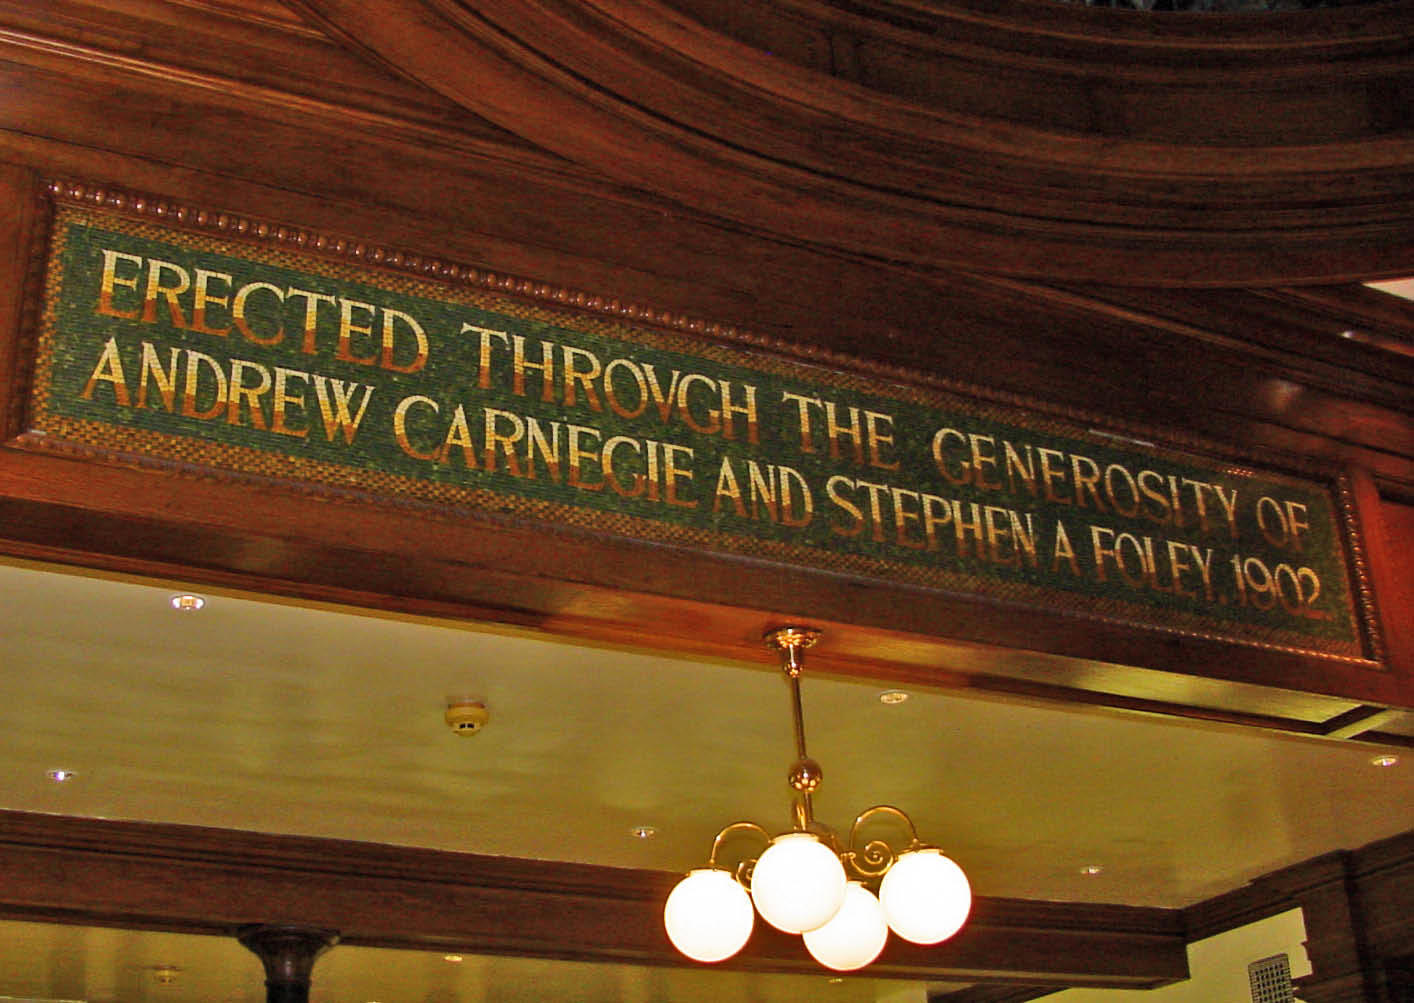 ERECTED THROVGH THE GENEROSITY OF
ANDREW CARNEGIE AND STEPHEN A FOLEY. 1902